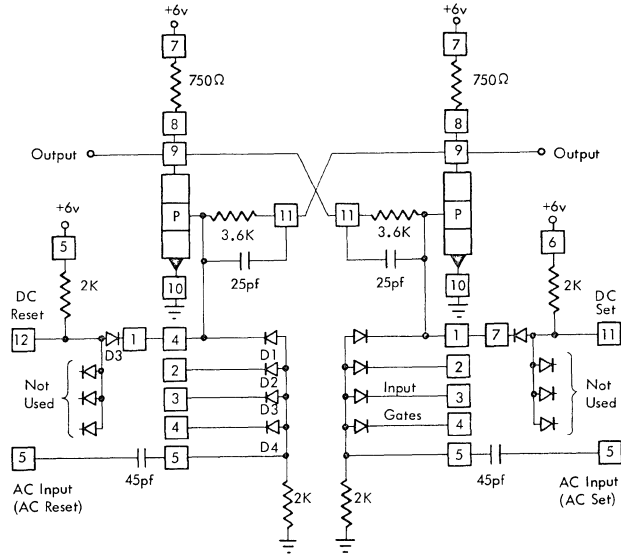 +6v +6v
7 7
750Ω 750Ω
8 8
Output 9 9 Output
+6v P 11 11 P +6v
5 3.6K 3.6K 6
2K 25pf 25pf 2K
10 10
DC Reset DC Set
12 D3 1 4 1 7 11
D1
2 D2 2
Not Used Input Not Used
3 D3 3
Gates
4 4
5 5 D4 5 5
45pf 45pf
AC Input AC Input
(AC Reset) 2K 2K (AC Set)